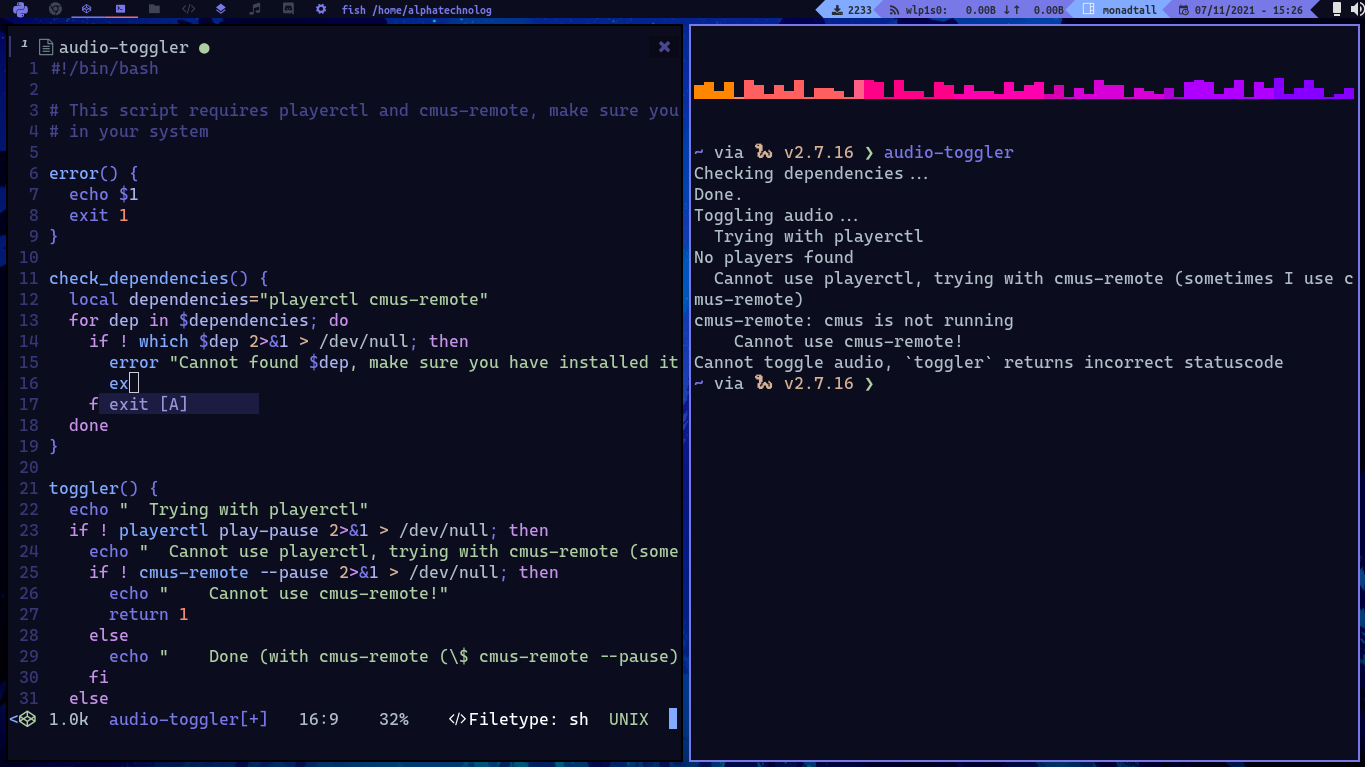 fish /home/alphatechnolog
2233
wlp1s0: 0.00B ↓↑ 0.00B
monadtall
07/11/2021 - 15:26
1 audio-toggler ●
1 #!/bin/bash
2
3 # This script requires playerctl and cmus-remote, make sure you
4 # in your system
5
6 error() {
7   echo $1
8   exit 1
9 }
10
11 check_dependencies() {
12   local dependencies="playerctl cmus-remote"
13   for dep in $dependencies; do
14     if ! which $dep 2>&1 > /dev/null; then
15       error "Cannot found $dep, make sure you have installed it
16       ex
17     f exit [A]
18   done
19 }
20
21 toggler() {
22   echo "  Trying with playerctl"
23   if ! playerctl play-pause 2>&1 > /dev/null; then
24     echo "  Cannot use playerctl, trying with cmus-remote (some
25     if ! cmus-remote --pause 2>&1 > /dev/null; then
26       echo "    Cannot use cmus-remote!"
27       return 1
28     else
29       echo "    Done (with cmus-remote (\$ cmus-remote --pause)
30     fi
31   else
< 1.0k audio-toggler[+] 16:9 32% </>Filetype: sh UNIX
~ via 🐍 v2.7.16 ❯ audio-toggler
Checking dependencies...
Done.
Toggling audio...
  Trying with playerctl
No players found
  Cannot use playerctl, trying with cmus-remote (sometimes I use c
mus-remote)
cmus-remote: cmus is not running
    Cannot use cmus-remote!
Cannot toggle audio, `toggler` returns incorrect statuscode
~ via 🐍 v2.7.16 ❯